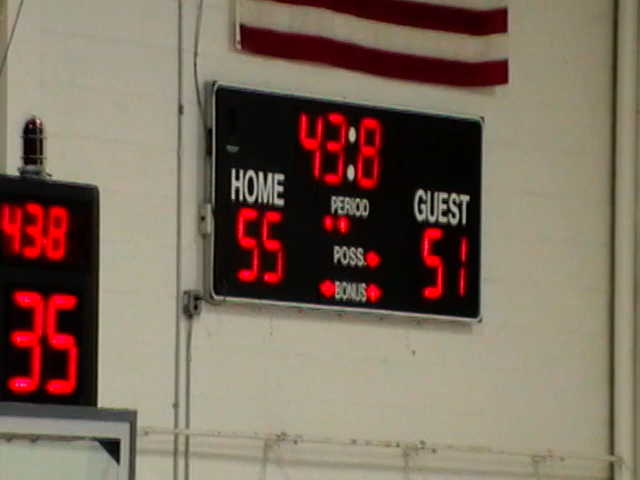 43:8
HOME
PERIOD
GUEST
55
POSS.
51
BONUS
43.8
35